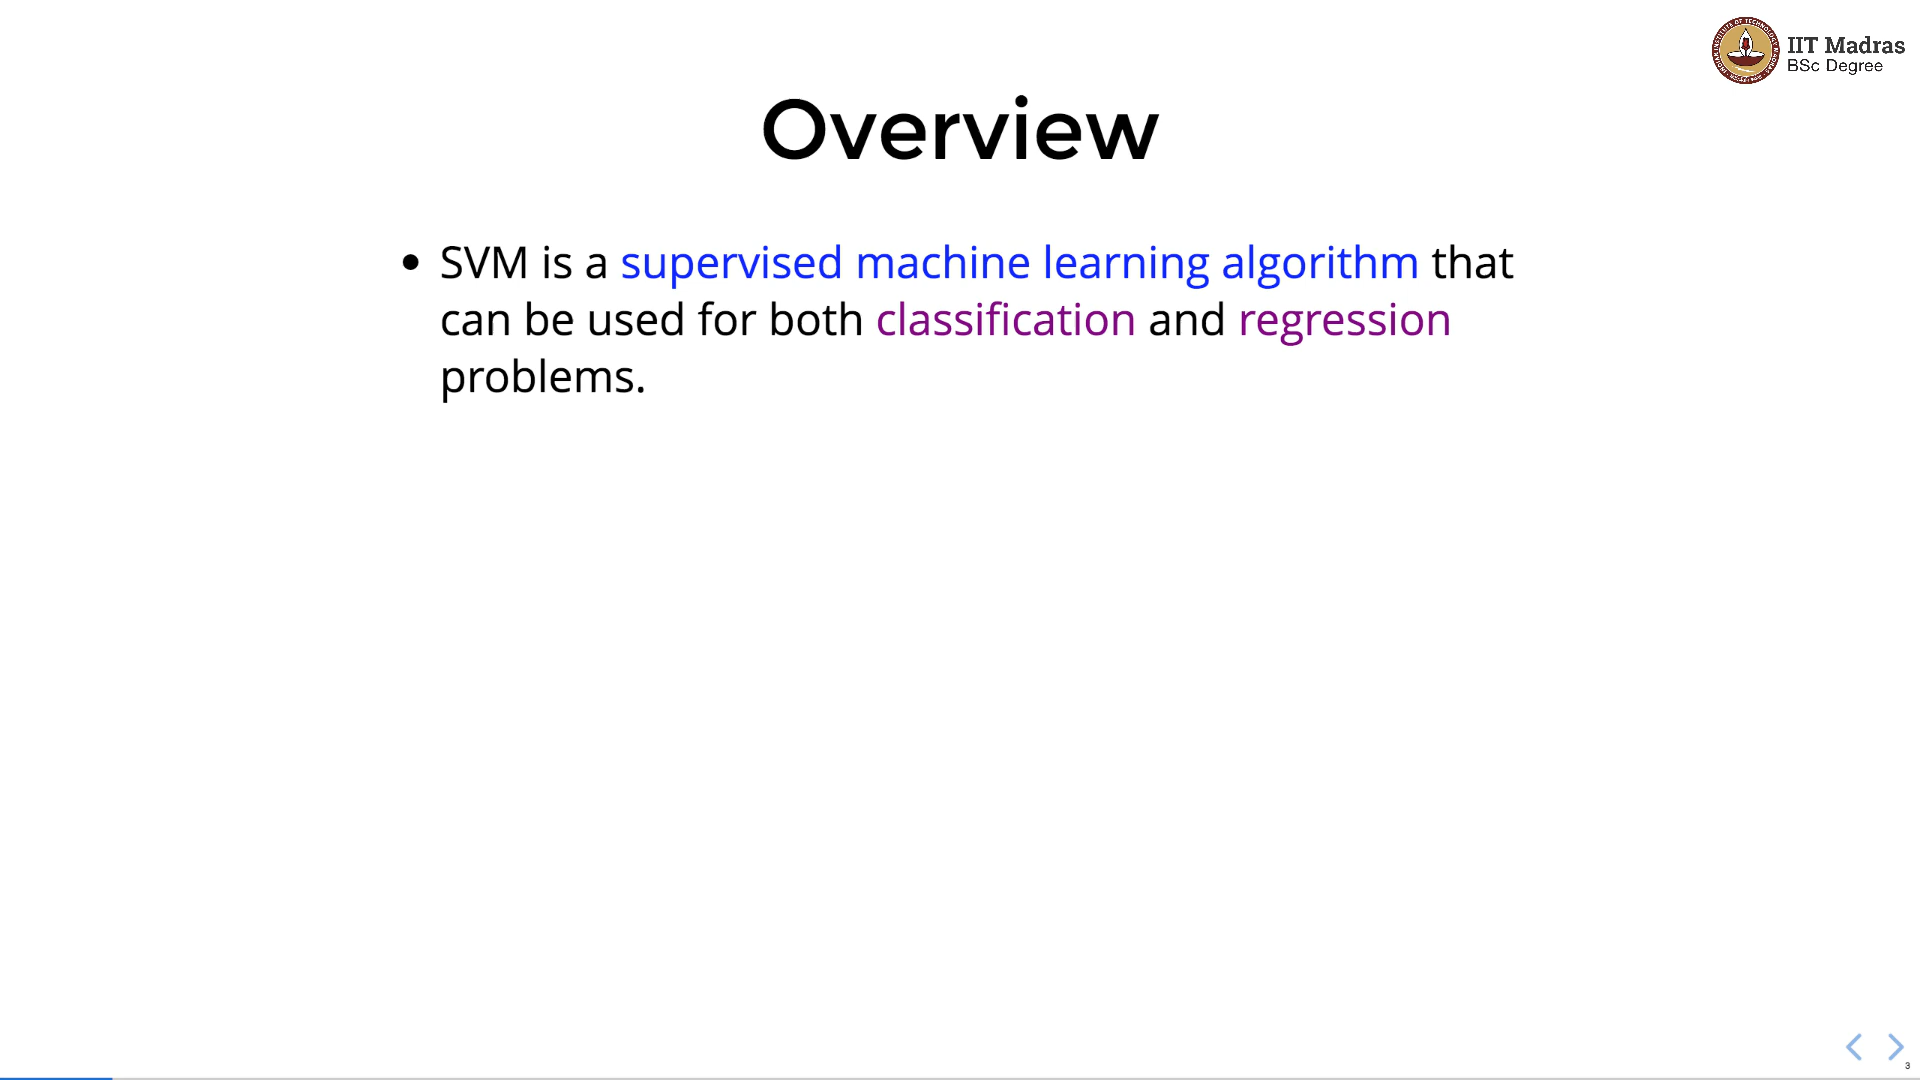 IIT Madras
BSc Degree
Overview
• SVM is a supervised machine learning algorithm that
can be used for both classification and regression
problems.
3